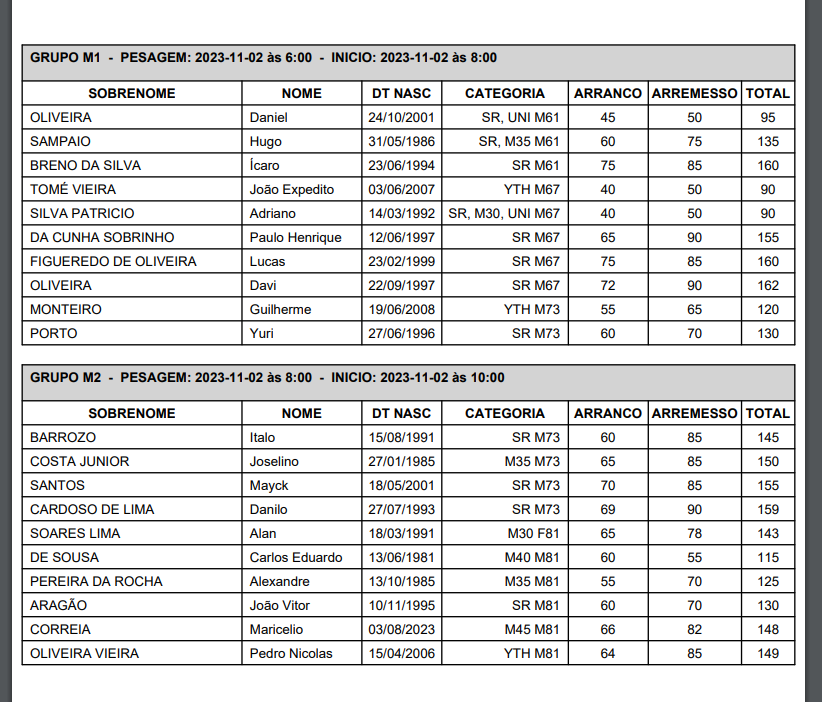 GRUPO M1 - PESAGEM: 2023-11-02 às 6:00 - INICIO: 2023-11-02 às 8:00
SOBRENOME NOME DT NASC CATEGORIA ARRANCO ARREMESSO TOTAL
OLIVEIRA Daniel 24/10/2001 SR, UNI M61 45 50 95
SAMPAIO Hugo 31/05/1986 SR, M35 M61 60 75 135
BRENO DA SILVA Ícaro 23/06/1994 SR M61 75 85 160
TOMÉ VIEIRA João Expedito 03/06/2007 YTH M67 40 50 90
SILVA PATRICIO Adriano 14/03/1992 SR, M30, UNI M67 40 50 90
DA CUNHA SOBRINHO Paulo Henrique 12/06/1997 SR M67 65 90 155
FIGUEREDO DE OLIVEIRA Lucas 23/02/1999 SR M67 75 85 160
OLIVEIRA Davi 22/09/1997 SR M67 72 90 162
MONTEIRO Guilherme 19/06/2008 YTH M73 55 65 120
PORTO Yuri 27/06/1996 SR M73 60 70 130
GRUPO M2 - PESAGEM: 2023-11-02 às 8:00 - INICIO: 2023-11-02 às 10:00
SOBRENOME NOME DT NASC CATEGORIA ARRANCO ARREMESSO TOTAL
BARROZO Italo 15/08/1991 SR M73 60 85 145
COSTA JUNIOR Joselino 27/01/1985 M35 M73 65 85 150
SANTOS Mayck 18/05/2001 SR M73 70 85 155
CARDOSO DE LIMA Danilo 27/07/1993 SR M73 69 90 159
SOARES LIMA Alan 18/03/1991 M30 F81 65 78 143
DE SOUSA Carlos Eduardo 13/06/1981 M40 M81 60 55 115
PEREIRA DA ROCHA Alexandre 13/10/1985 M35 M81 55 70 125
ARAGÃO João Vitor 10/11/1995 SR M81 60 70 130
CORREIA Maricelio 03/08/2023 M45 M81 66 82 148
OLIVEIRA VIEIRA Pedro Nicolas 15/04/2006 YTH M81 64 85 149